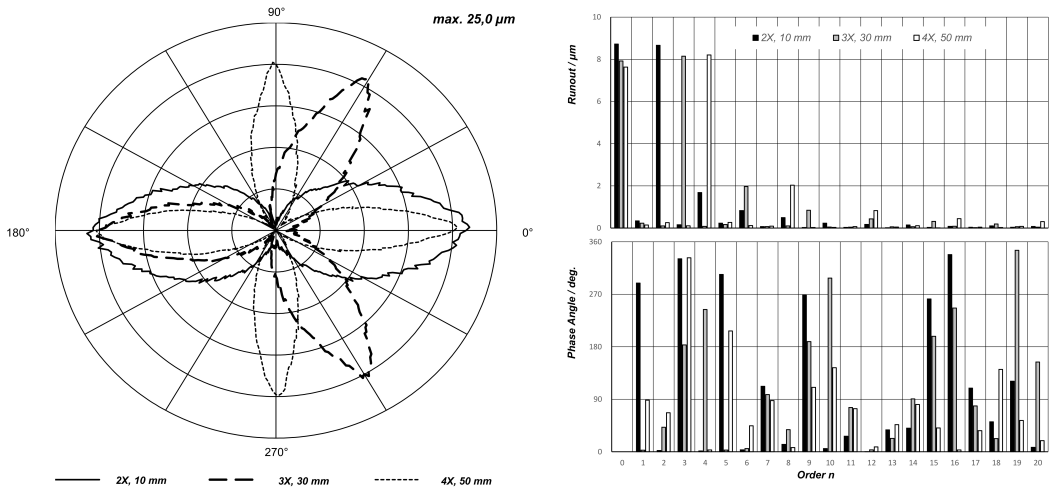 max. 25,0 µm
90°
180°
0°
270°
2X, 10 mm
3X, 30 mm
4X, 50 mm
Runout / µm
10
8
6
4
2
0
2X, 10 mm
3X, 30 mm
4X, 50 mm
Phase Angle / deg.
360
270
180
90
0
0 1 2 3 4 5 6 7 8 9 10 11 12 13 14 15 16 17 18 19 20
Order n